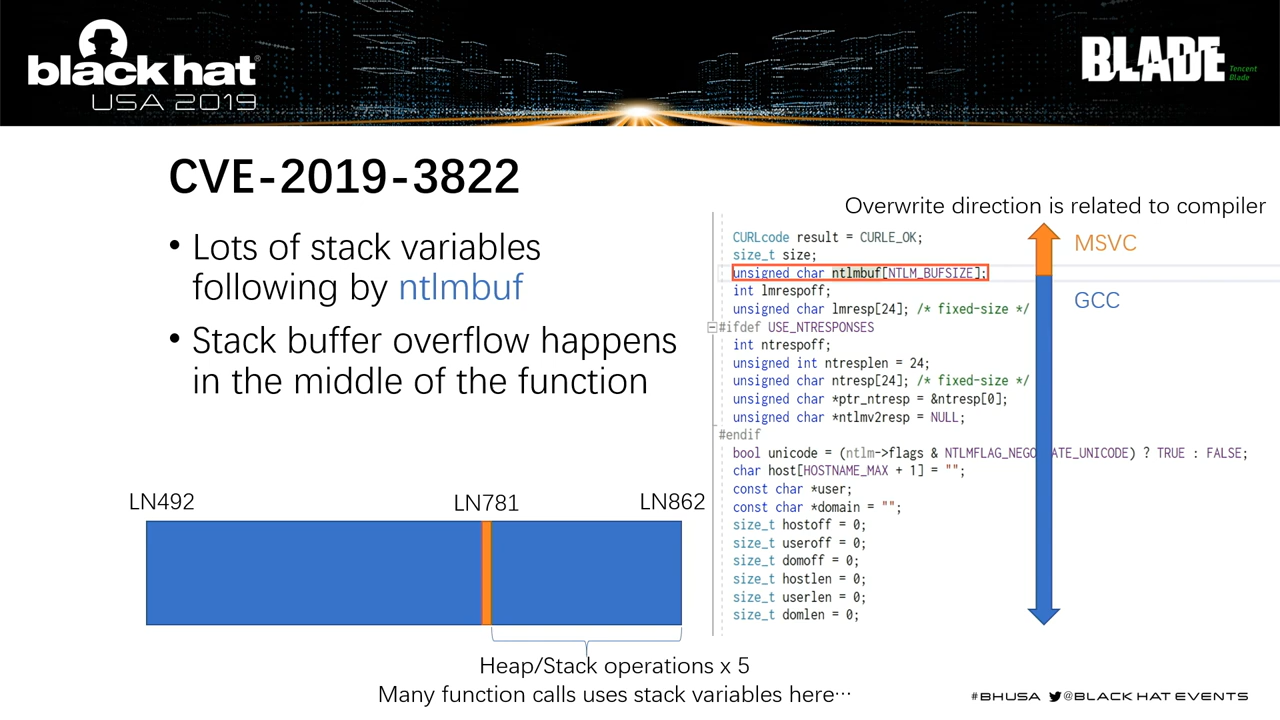 black hat®
USA 2019
BLADE
Tencent
Blade
CVE-2019-3822
• Lots of stack variables
following by ntlmbuf
• Stack buffer overflow happens
in the middle of the function
Overwrite direction is related to compiler
MSVC
GCC
CURLcode result = CURLE_OK;
size_t size;
unsigned char ntlmbuf[NTLM_BUFSIZE];
int lmrespoff;
unsigned char lmresp[24]; /* fixed-size */
#ifdef USE_NTRESPONSES
int ntrespoff;
unsigned int ntresplen = 24;
unsigned char ntresp[24]; /* fixed-size */
unsigned char *ptr_ntresp = &ntresp[0];
unsigned char *ntlmv2resp = NULL;
#endif
bool unicode = (ntlm->flags & NTLMFLAG_NEGO ATE_UNICODE) ? TRUE : FALSE;
char host[HOSTNAME_MAX + 1] = "";
const char *user;
const char *domain = "";
size_t hostoff = 0;
size_t useroff = 0;
size_t domoff = 0;
size_t hostlen = 0;
size_t userlen = 0;
size_t domlen = 0;
LN492
LN781
LN862
Heap/Stack operations x 5
Many function calls uses stack variables here…
#BHUSA @BLACK HAT EVENTS